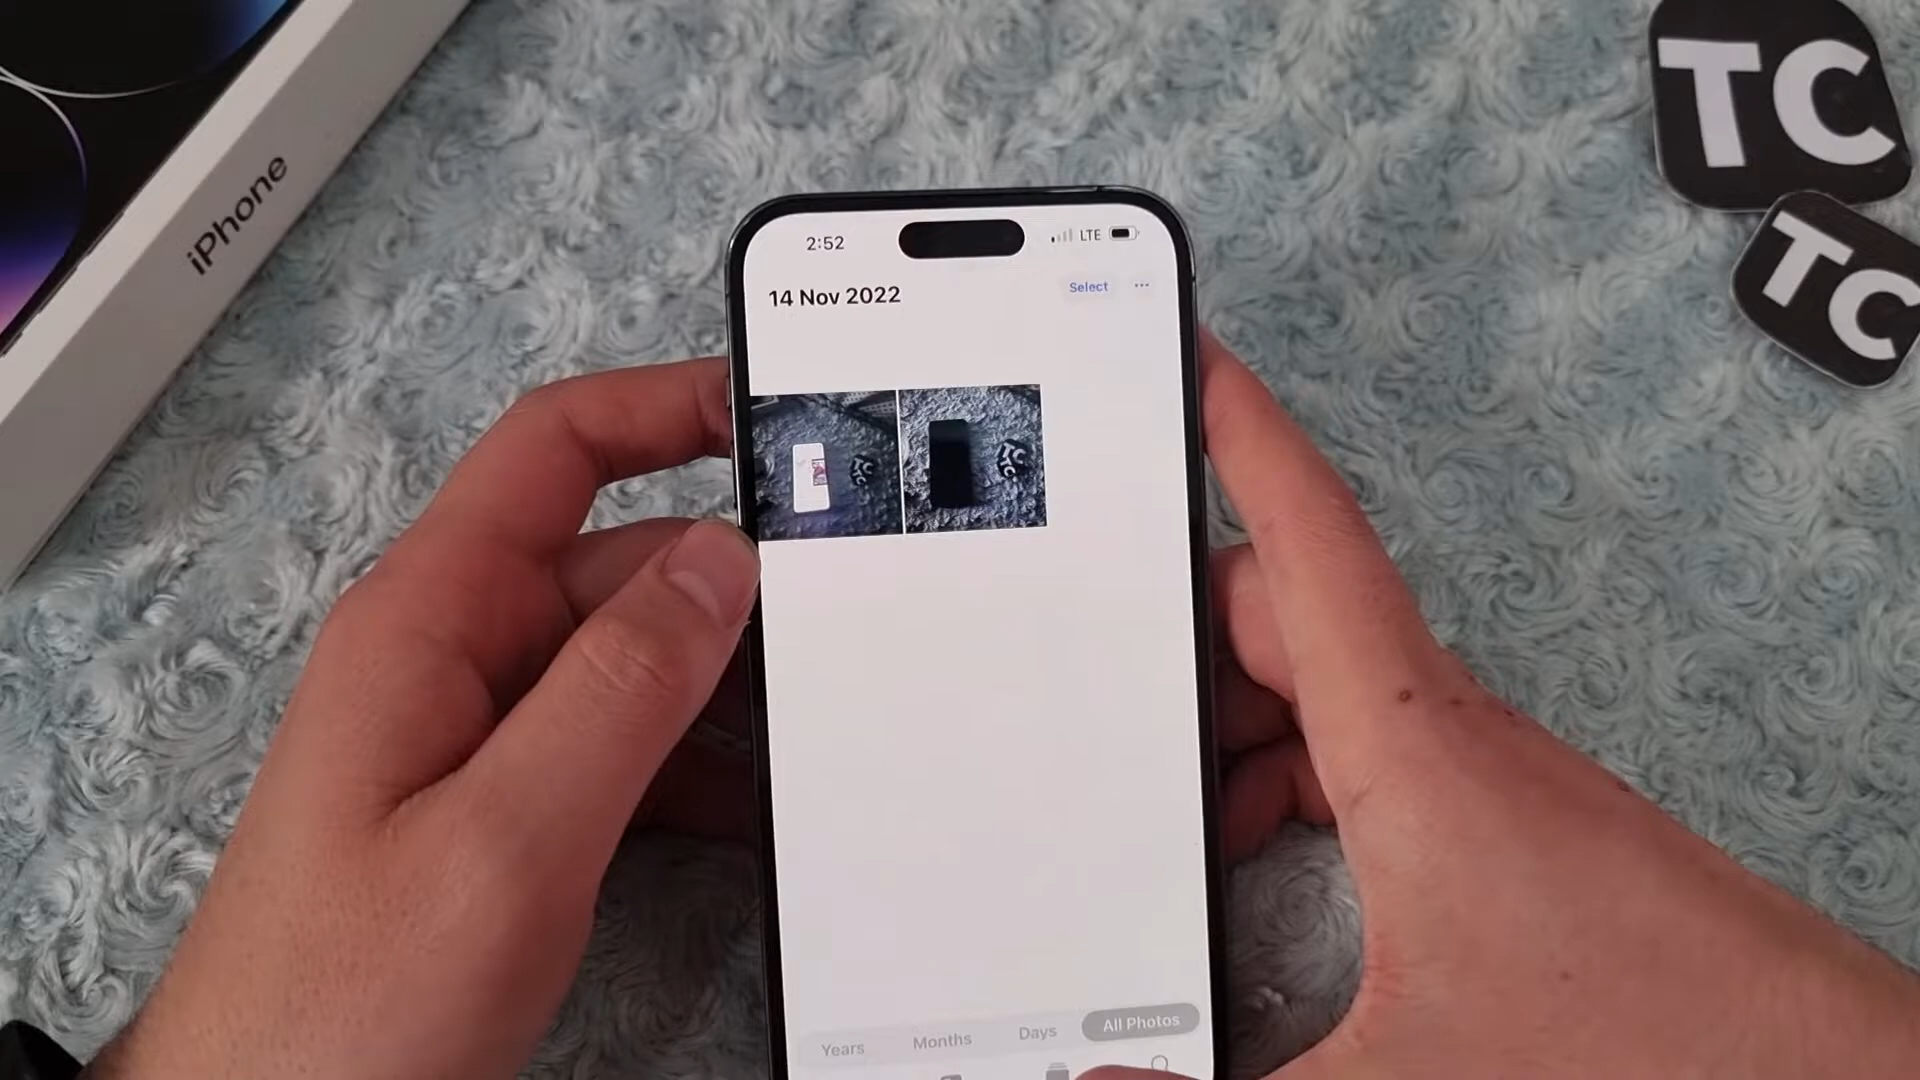 iPhone
TC
TC
2:52
LTE
14 Nov 2022
Select
Years
Months
Days
All Photos